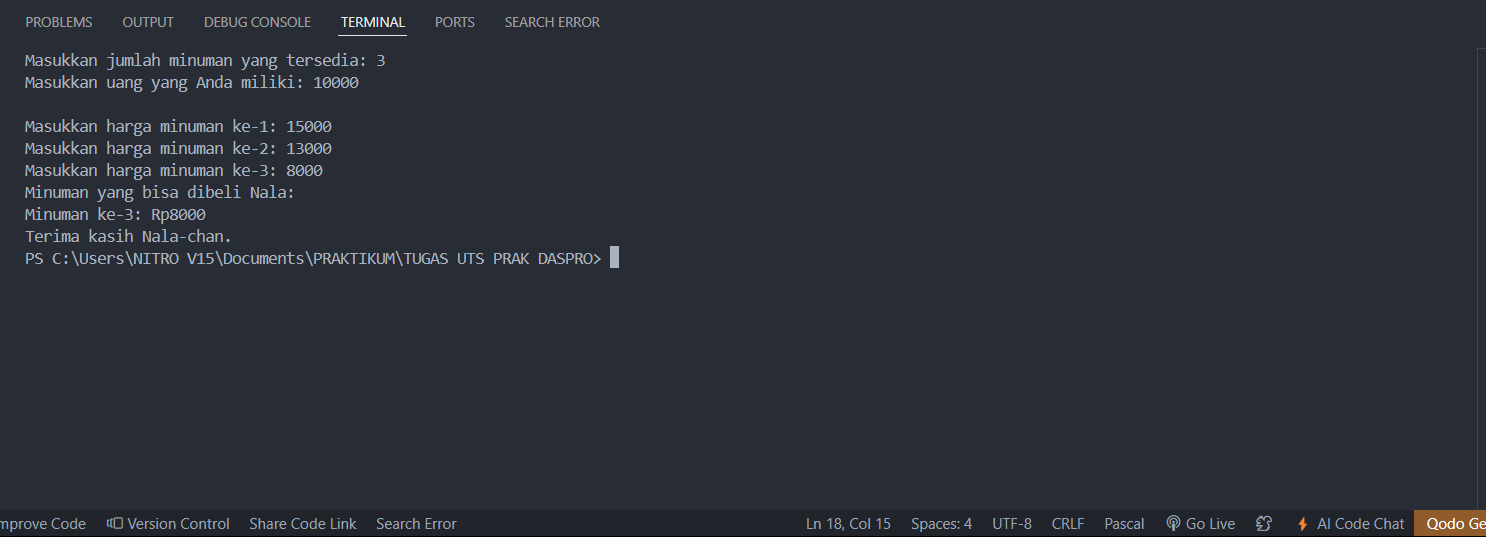 PROBLEMS OUTPUT DEBUG CONSOLE TERMINAL PORTS SEARCH ERROR
Masukkan jumlah minuman yang tersedia: 3
Masukkan uang yang Anda miliki: 10000
Masukkan harga minuman ke-1: 15000
Masukkan harga minuman ke-2: 13000
Masukkan harga minuman ke-3: 8000
Minuman yang bisa dibeli Nala:
Minuman ke-3: Rp8000
Terima kasih Nala-chan.
PS C:\Users\NITRO V15\Documents\PRAKTIKUM\TUGAS UTS PRAK DASPRO>
mprove Code Version Control Share Code Link Search Error Ln 18, Col 15 Spaces: 4 UTF-8 CRLF Pascal Go Live AI Code Chat Qodo Ge